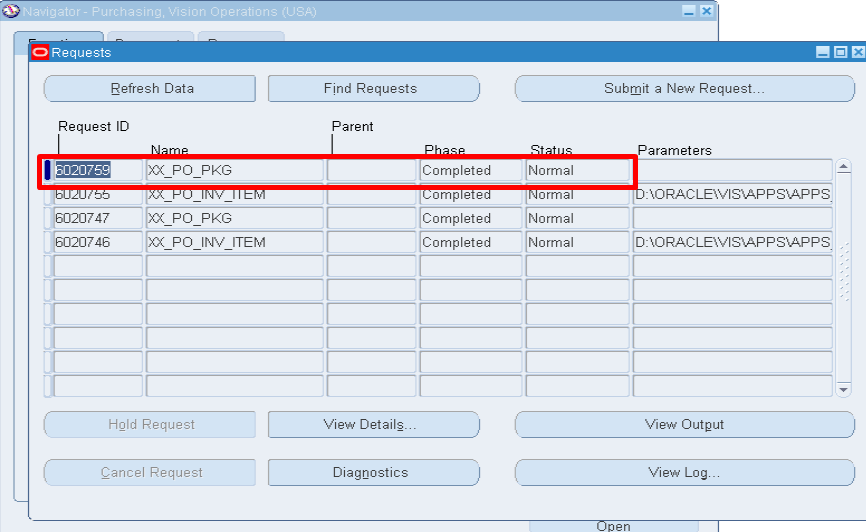 Navigator - Purchasing, Vision Operations (USA)
Requests
Refresh Data
Find Requests
Submit a New Request...
Request ID
Parent
Name
Phase
Status
Parameters
6020759 XX_PO_PKG Completed Normal
6020755 XX_PO_INV_ITEM Completed Normal D:\ORACLE\VIS\APPS\APPS_
6020747 XX_PO_PKG Completed Normal
6020746 XX_PO_INV_ITEM Completed Normal D:\ORACLE\VIS\APPS\APPS_
Hold Request
View Details...
View Output
Cancel Request
Diagnostics
View Log...
Open